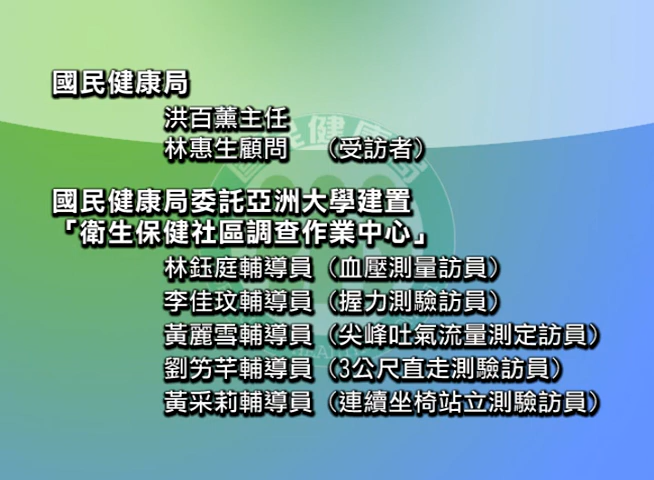 國民健康局
洪百薰主任
林惠生顧問 （受訪者）
國民健康局委託亞洲大學建置
「衛生保健社區調查作業中心」
林鈺庭輔導員（血壓測量訪員）
李佳玟輔導員（握力測驗訪員）
黃麗雪輔導員（尖峰吐氣流量測定訪員）
劉竻芊輔導員（3公尺直走測驗訪員）
黃采莉輔導員（連續坐椅站立測驗訪員）
民健康局